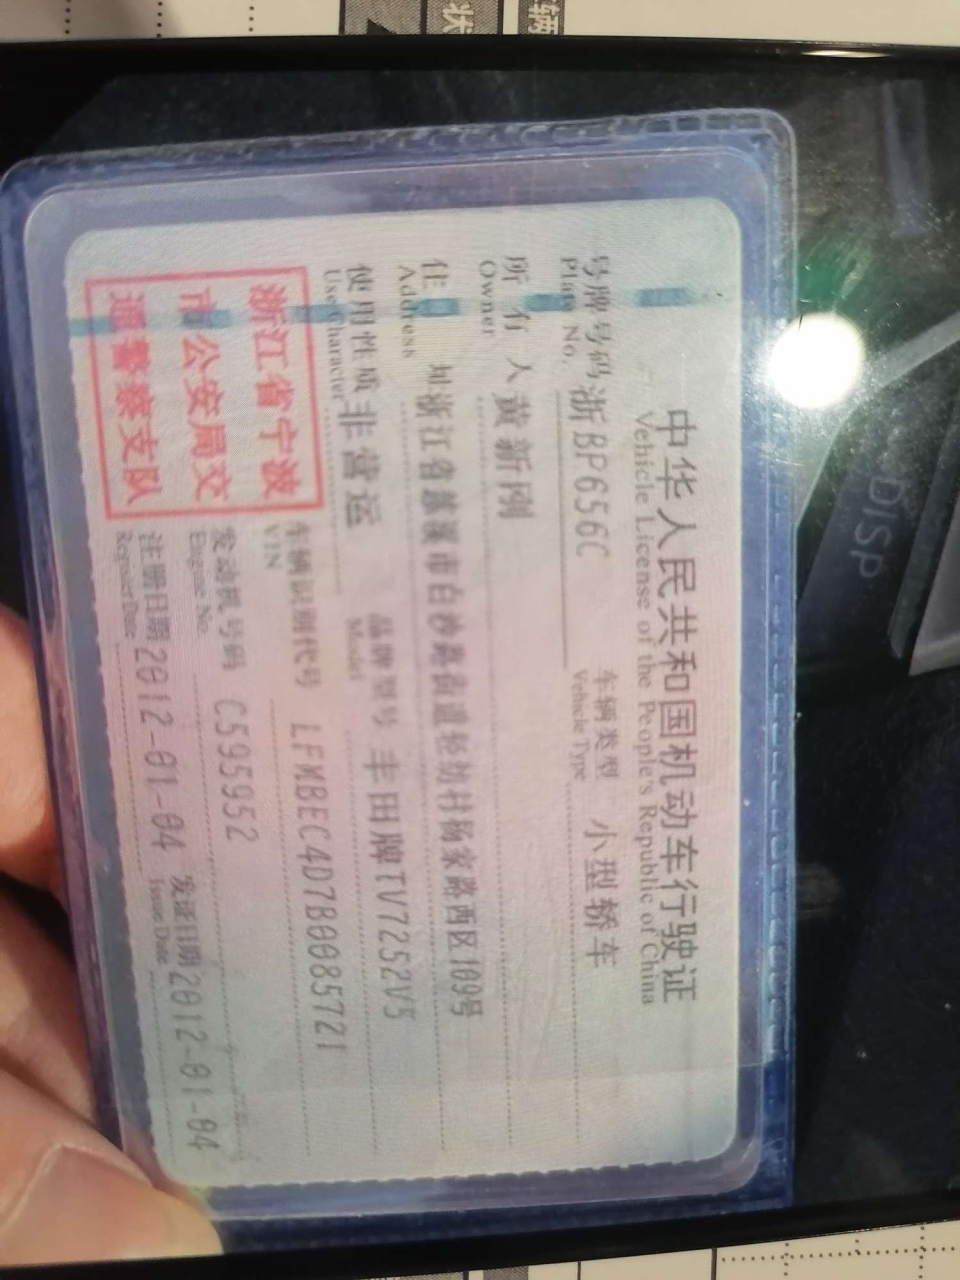 中华人民共和国机动车行驶证
Vehicle License of the People's Republic of China
号牌号码 浙BP656C 车辆类型 小型轿车
Plate No. Vehicle Type
所有人 黄新刚
Owner
住址 浙江省慈溪市白沙路街道轻纺村杨家路西区109号
Address
使用性质 非营运 品牌型号 丰田牌TV7252V5
Use Character Model
车辆识别代号 LFMBEC4D7B0085721
VIN
发动机号码 C595952
Engine No.
注册日期 2012-01-04 发证日期 2012-01-04
Register Date Issue Date
浙江省宁波
市公安局交
通警察支队
DISP
辆
状